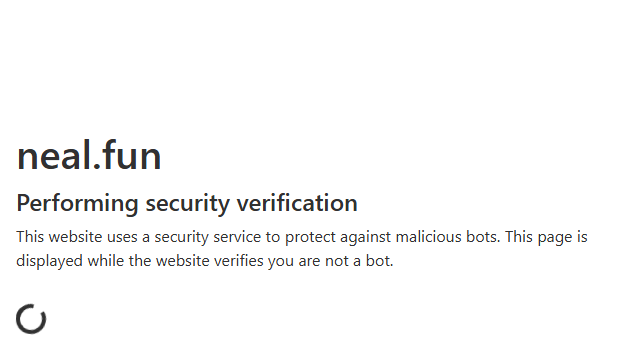 neal.fun
Performing security verification
This website uses a security service to protect against malicious bots. This page is
displayed while the website verifies you are not a bot.